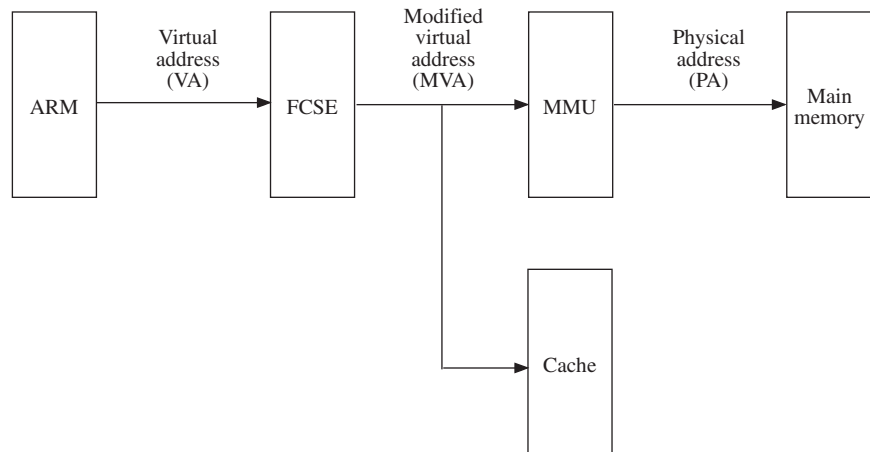 Virtual
address
(VA)
Modified
virtual
address
(MVA)
Physical
address
(PA)
ARM
FCSE
MMU
Main
memory
Cache